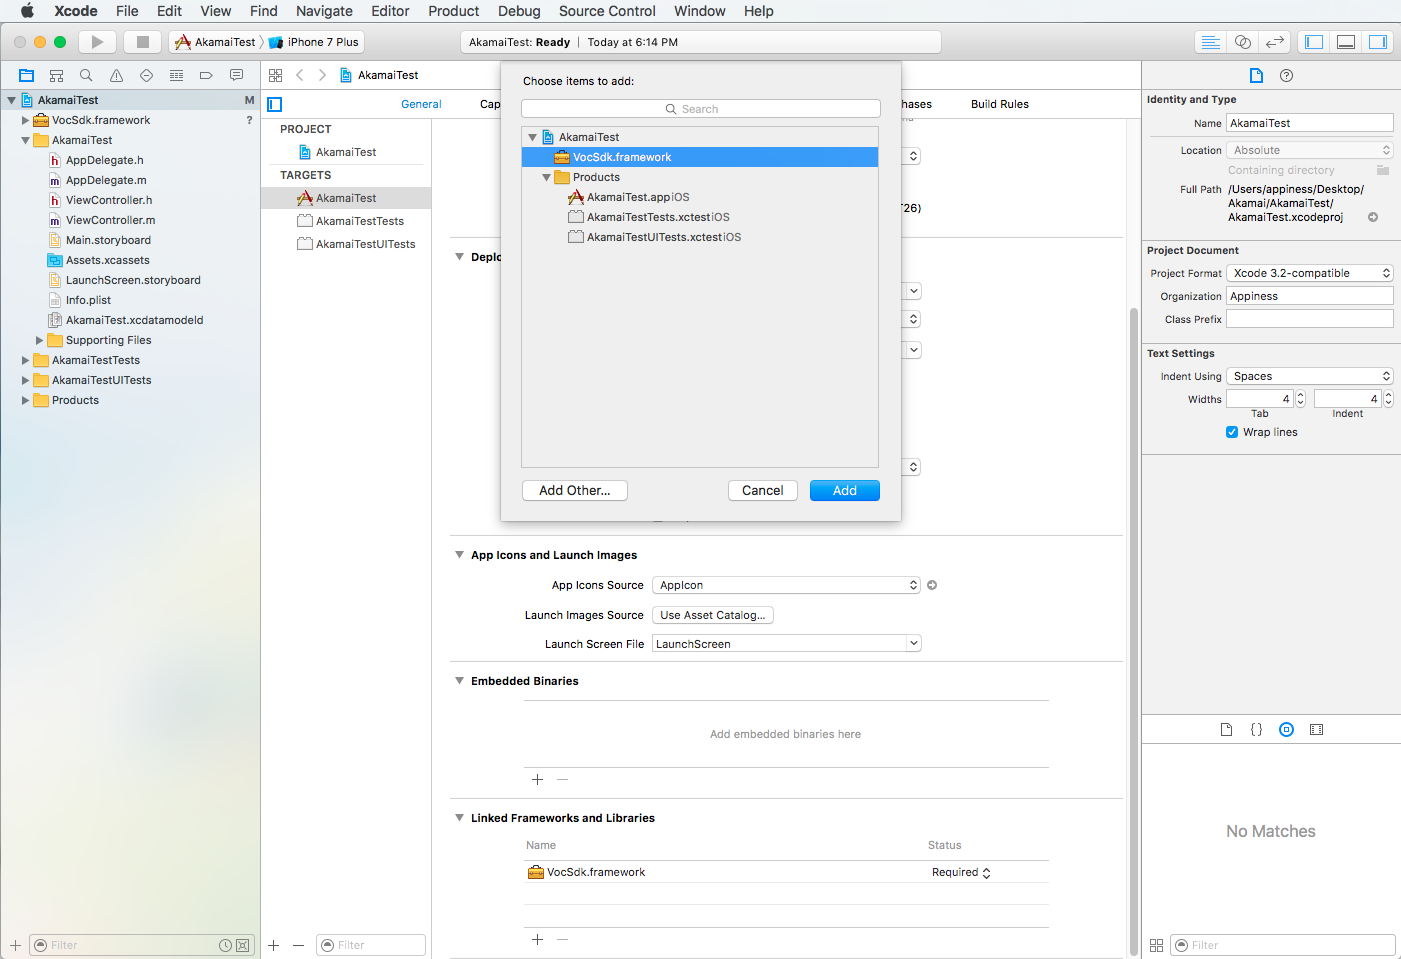 Xcode File Edit View Find Navigate Editor Product Debug Source Control Window Help
AkamaiTest iPhone 7 Plus
AkamaiTest: Ready | Today at 6:14 PM
AkamaiTest M
VocSdk.framework ?
AkamaiTest
AppDelegate.h
AppDelegate.m
ViewController.h
ViewController.m
Main.storyboard
Assets.xcassets
LaunchScreen.storyboard
Info.plist
AkamaiTest.xcdatamodeld
Supporting Files
AkamaiTestTests
AkamaiTestUITests
Products
Filter
AkamaiTest
General Cap hases Build Rules
PROJECT
AkamaiTest
TARGETS
AkamaiTest
AkamaiTestTests
AkamaiTestUITests
Filter
Choose items to add:
Search
AkamaiTest
VocSdk.framework
Products
AkamaiTest.app iOS
AkamaiTestTests.xctest iOS
AkamaiTestUITests.xctest iOS
Add Other... Cancel Add
T26)
Deplo
App Icons and Launch Images
App Icons Source AppIcon
Launch Images Source Use Asset Catalog...
Launch Screen File LaunchScreen
Embedded Binaries
Add embedded binaries here
Linked Frameworks and Libraries
Name Status
VocSdk.framework Required
Identity and Type
Name AkamaiTest
Location Absolute
Containing directory
Full Path /Users/appiness/Desktop/
Akamai/AkamaiTest/
AkamaiTest.xcodeproj
Project Document
Project Format Xcode 3.2-compatible
Organization Appiness
Class Prefix
Text Settings
Indent Using Spaces
Widths 4 4
Tab Indent
Wrap lines
No Matches
Filter